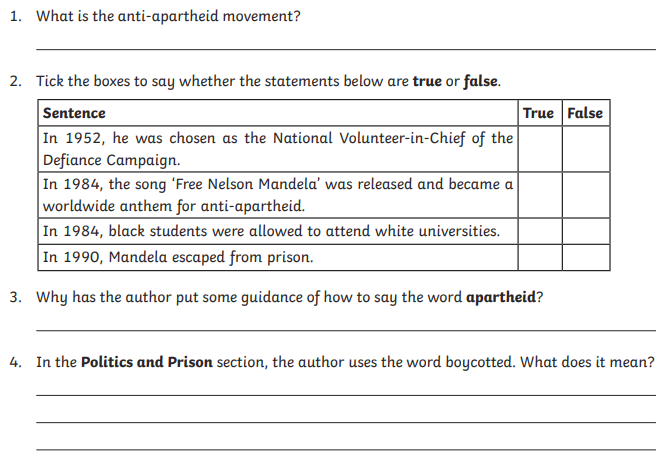 1. What is the anti-apartheid movement?
2. Tick the boxes to say whether the statements below are true or false.
Sentence True False
In 1952, he was chosen as the National Volunteer-in-Chief of the
Defiance Campaign.
In 1984, the song ‘Free Nelson Mandela’ was released and became a
worldwide anthem for anti-apartheid.
In 1984, black students were allowed to attend white universities.
In 1990, Mandela escaped from prison.
3. Why has the author put some guidance of how to say the word apartheid?
4. In the Politics and Prison section, the author uses the word boycotted. What does it mean?